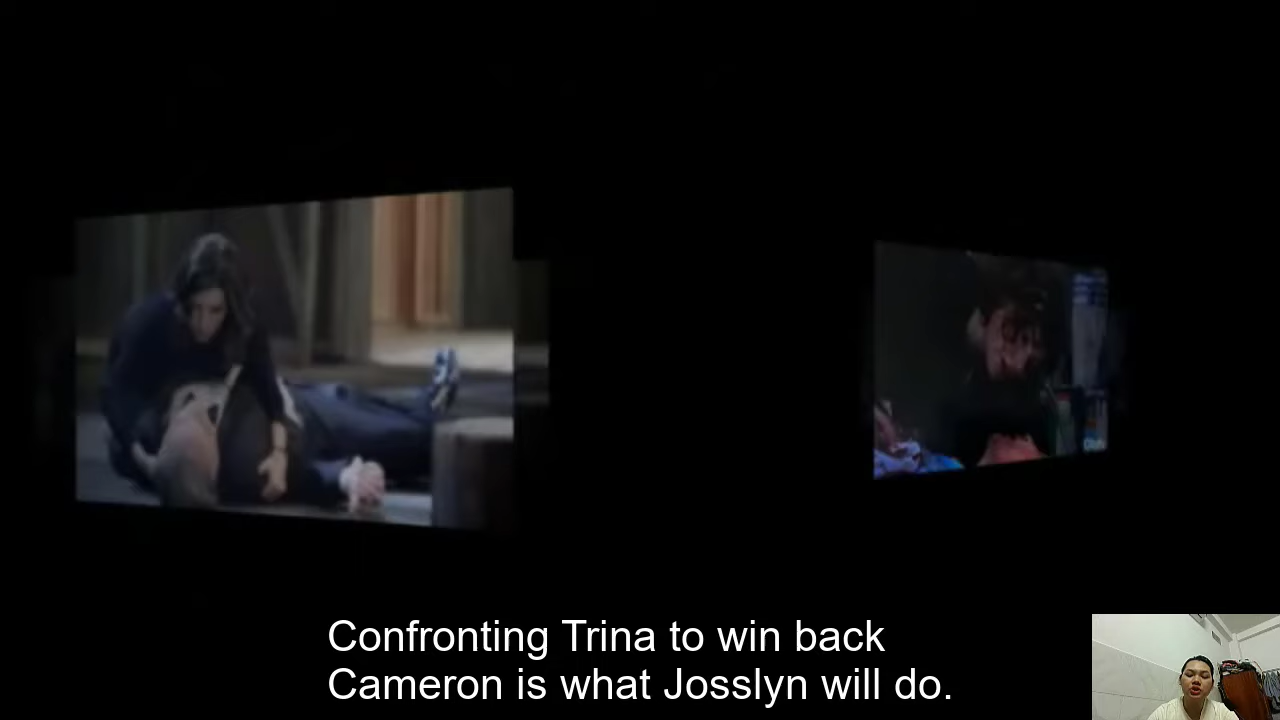 Confronting Trina to win back
Cameron is what Josslyn will do.